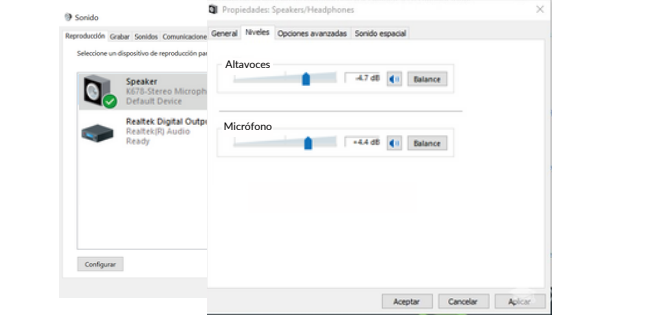 Sonido
Reproducción Grabar Sonidos Comunicacione
Seleccione un dispositivo de reproducción pa
Speaker
K678-Stereo Microph
Default Device
Realtek Digital Outpu
Realtek(R) Audio
Ready
Configurar
Propiedades: Speakers/Headphones
General Niveles Opciones avanzadas Sonido espacial
Altavoces
-4.7 dB Balance
Micrófono
+4.4 dB Balance
Aceptar Cancelar Aplicar